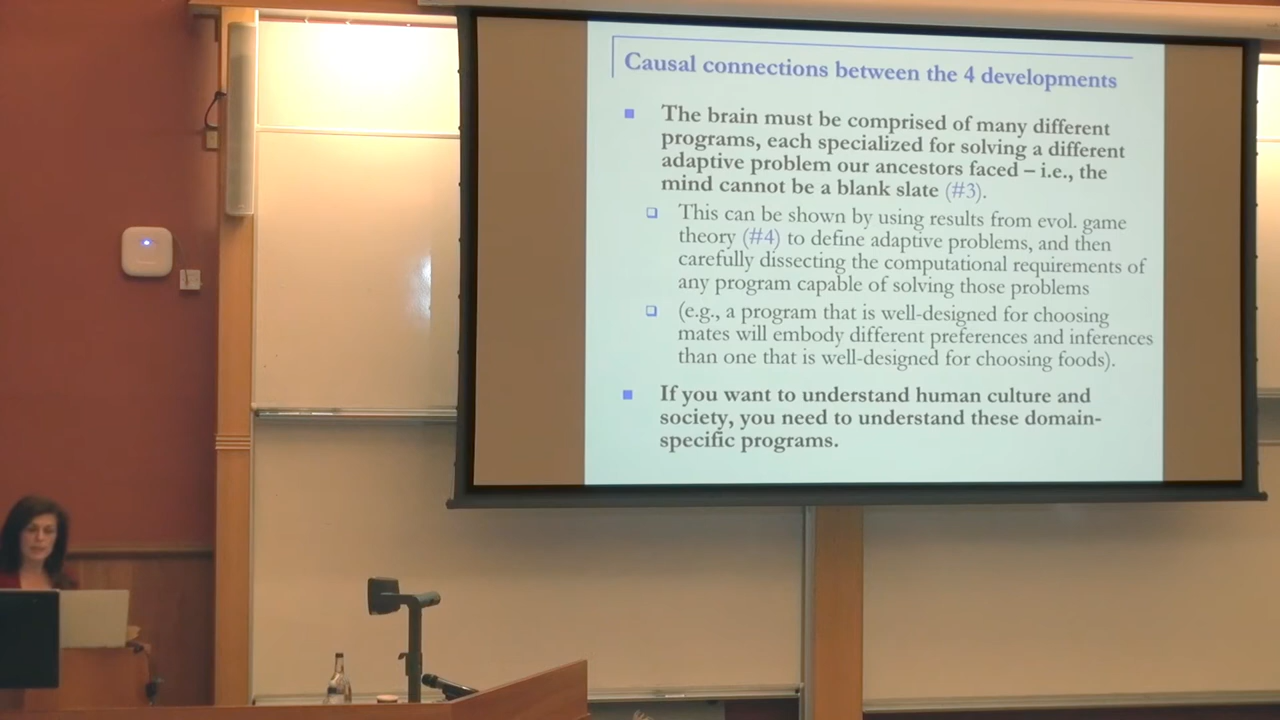 Causal connections between the 4 developments
The brain must be comprised of many different
programs, each specialized for solving a different
adaptive problem our ancestors faced – i.e., the
mind cannot be a blank slate (#3).
This can be shown by using results from evol. game
theory (#4) to define adaptive problems, and then
carefully dissecting the computational requirements of
any program capable of solving those problems
(e.g., a program that is well-designed for choosing
mates will embody different preferences and inferences
than one that is well-designed for choosing foods).
If you want to understand human culture and
society, you need to understand these domain-
specific programs.